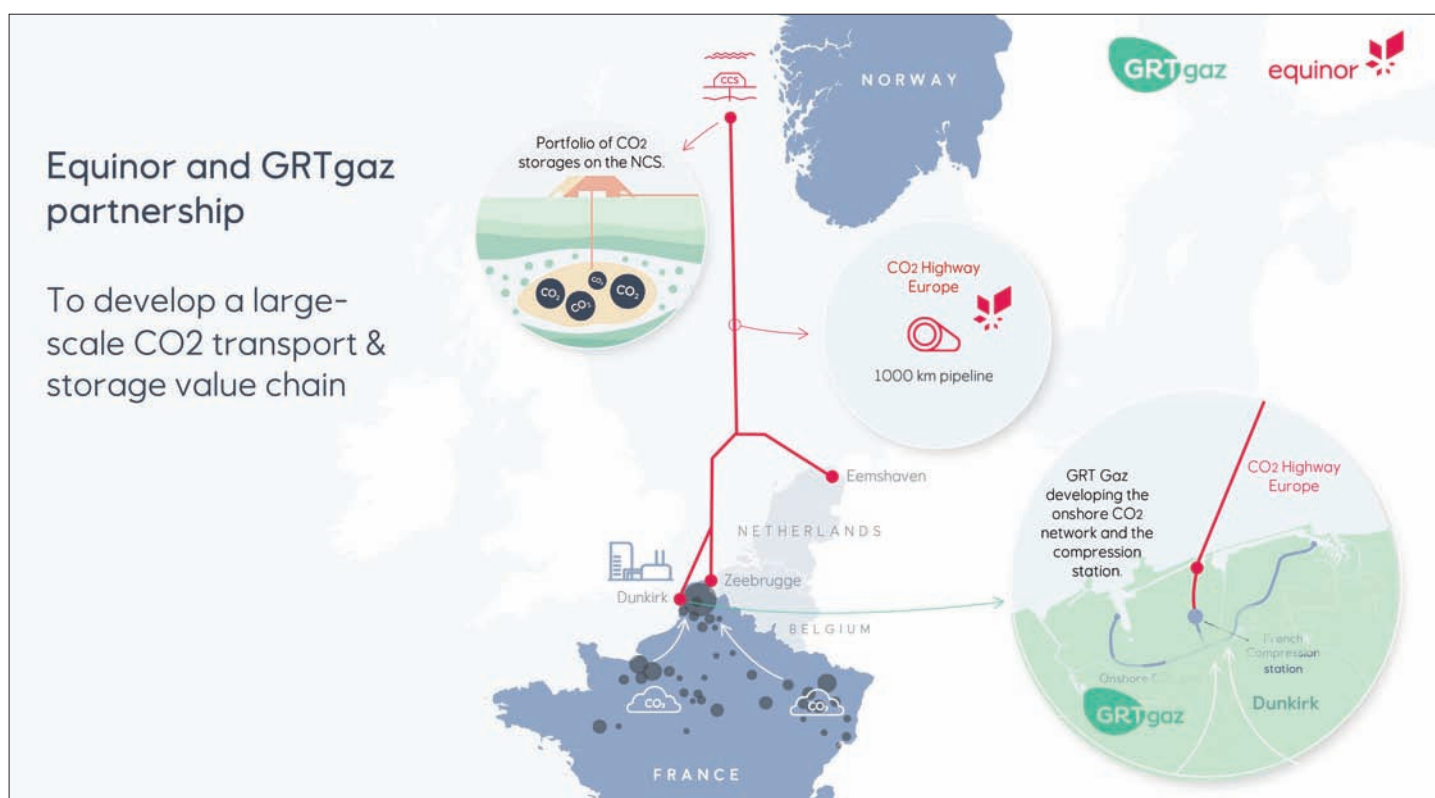 Equinor and GRTgaz
partnership
To develop a large-
scale CO2 transport &
storage value chain
GRTgaz
equinor
NORWAY
CCS
Portfolio of CO2
storages on the NCS.
CO2
CO2
CO2
CO2
CO2 Highway
Europe
1000 km pipeline
Eemshaven
NETHERLANDS
Zeebrugge
Dunkirk
BELGIUM
CO2
CO2
FRANCE
GRT Gaz
developing the
onshore CO2
network and the
compression
station.
CO2 Highway
Europe
French
Compression
station
Onshore
GRTgaz
Dunkirk